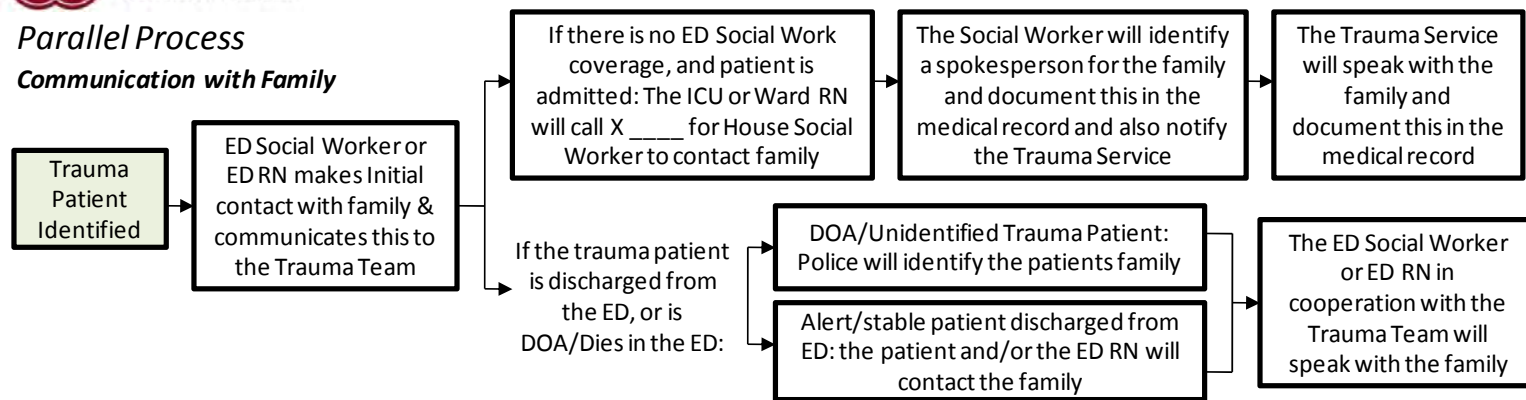 Parallel Process
Communication with Family
Trauma
Patient
Identified
ED Social Worker or
ED RN makes Initial
contact with family &
communicates this to
the Trauma Team
If there is no ED Social Work
coverage, and patient is
admitted: The ICU or Ward RN
will call X ____ for House Social
Worker to contact family
The Social Worker will identify
a spokesperson for the family
and document this in the
medical record and also notify
the Trauma Service
The Trauma Service
will speak with the
family and
document this in the
medical record
If the trauma patient
is discharged from
the ED, or is
DOA/Dies in the ED:
DOA/Unidentified Trauma Patient:
Police will identify the patients family
Alert/stable patient discharged from
ED: the patient and/or the ED RN will
contact the family
The ED Social Worker
or ED RN in
cooperation with the
Trauma Team will
speak with the family